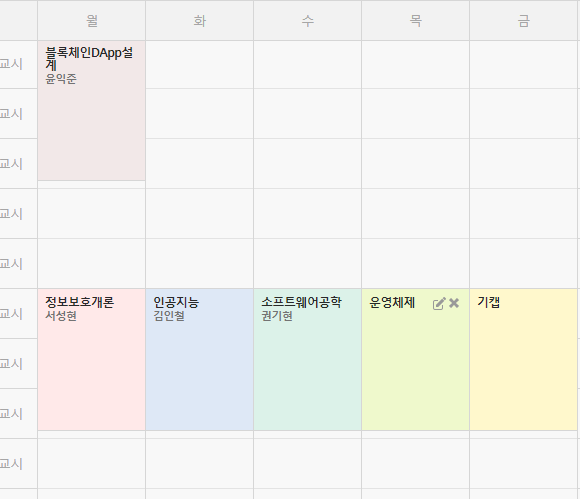 월 화 수 목 금
교시
블록체인DApp설
계
윤익준
교시
교시
교시
교시
교시
정보보호개론
서성현
인공지능
김인철
소프트웨어공학
권기현
운영체제
기캡
교시
교시
교시